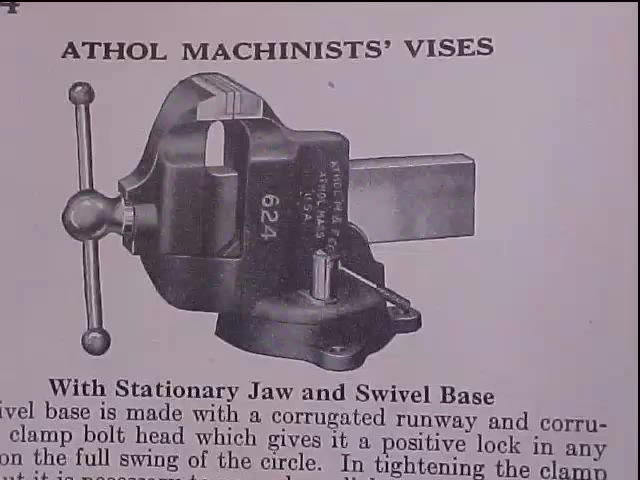 4
ATHOL MACHINISTS' VISES
624
ATHOL M. & F. CO.
ATHOL, MASS.
U.S.A.
With Stationary Jaw and Swivel Base
ivel base is made with a corrugated runway and corru-
clamp bolt head which gives it a positive lock in any
on the full swing of the circle. In tightening the clamp